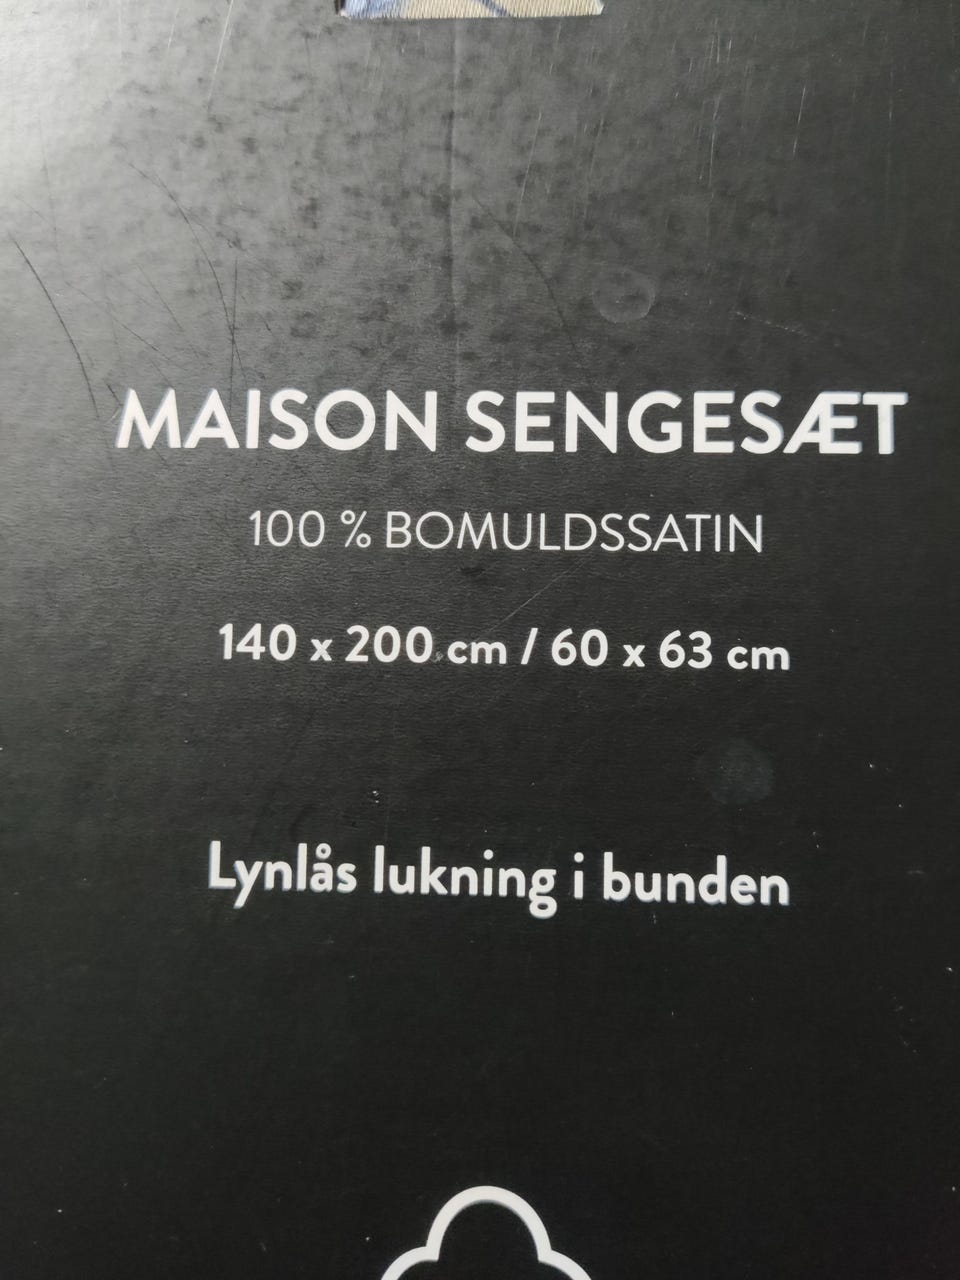 MAISON SENGESÆT
100 % BOMULDSSATIN
140 x 200 cm / 60 x 63 cm
Lynlås lukning i bunden